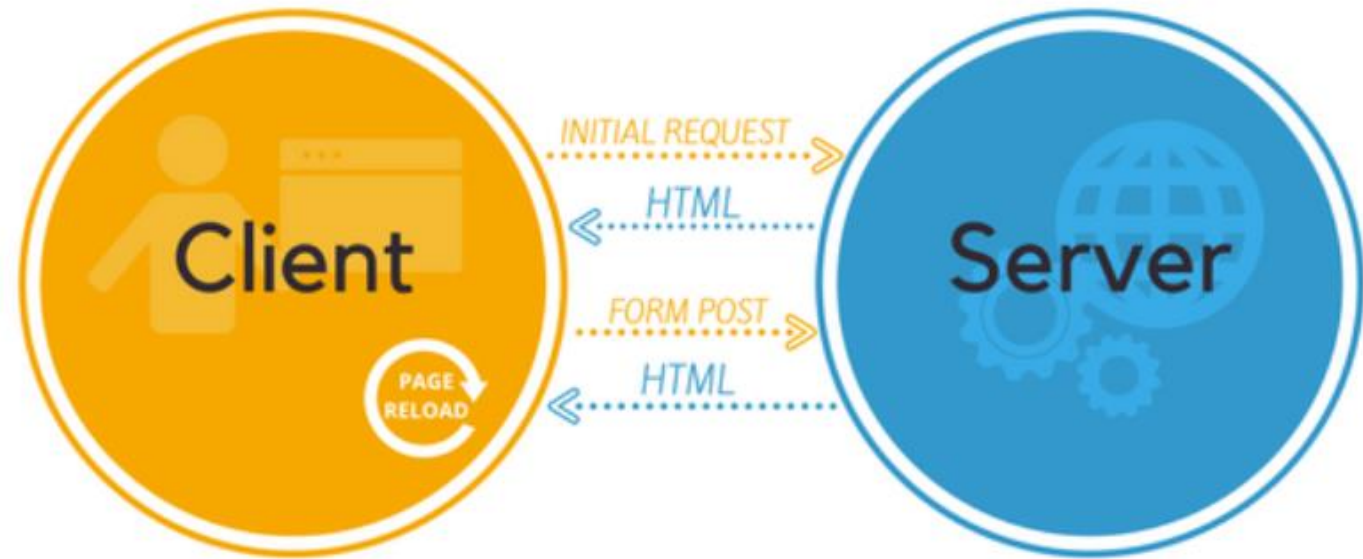 Client
PAGE
RELOAD
INITIAL REQUEST
HTML
FORM POST
HTML
Server